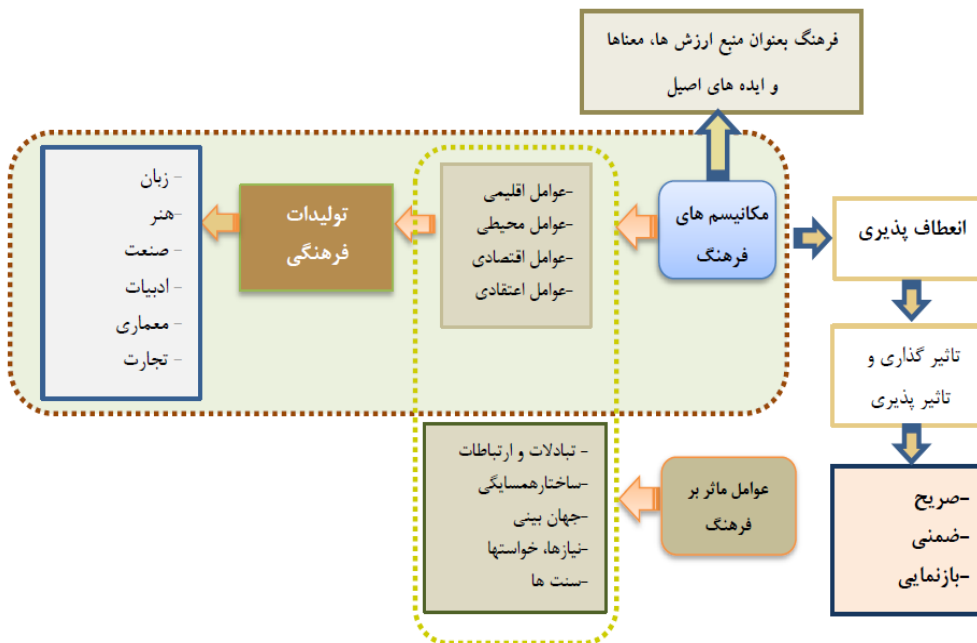 فرهنگ بعنوان منبع ارزش ها، معناها
و ایده های اصیل
مکانیسم های
فرهنگ
-عوامل اقلیمی
-عوامل محیطی
-عوامل اقتصادی
-عوامل اعتقادی
تولیدات
فرهنگی
- زبان
-هنر
- صنعت
- ادبیات
- معماری
- تجارت
انعطاف پذیری
تاثیر گذاری و
تاثیر پذیری
-صریح
-ضمنی
-بازنمایی
عوامل ماثر بر
فرهنگ
- تبادلات و ارتباطات
-ساختارهمسایگی
-جهان بینی
-نیازها، خواستها
-سنت ها